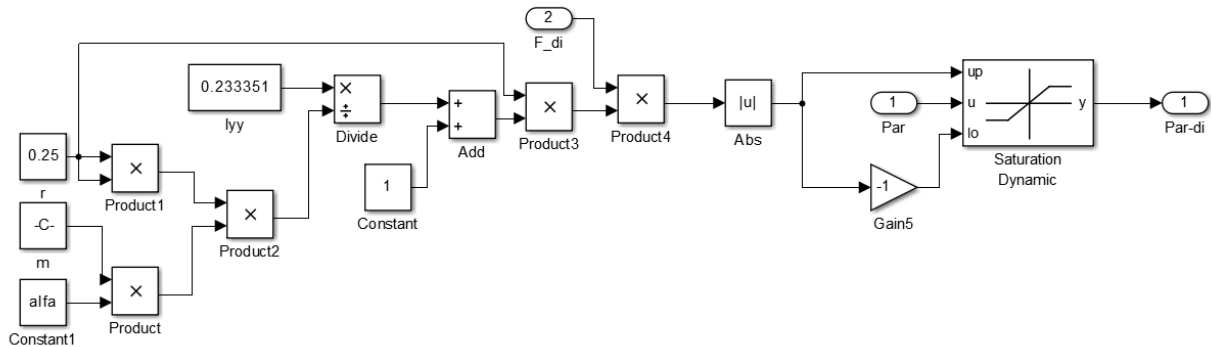 2
F_di
0.233351
×
÷
Iyy
Divide
+
+
Add
×
Product3
×
Product4
|u|
Abs
up
u
lo
y
Saturation
Dynamic
1
Par
1
Par-di
0.25
r
×
Product1
×
Product2
1
Constant
-1
Gain5
-C-
m
×
Product
alfa
Constant1